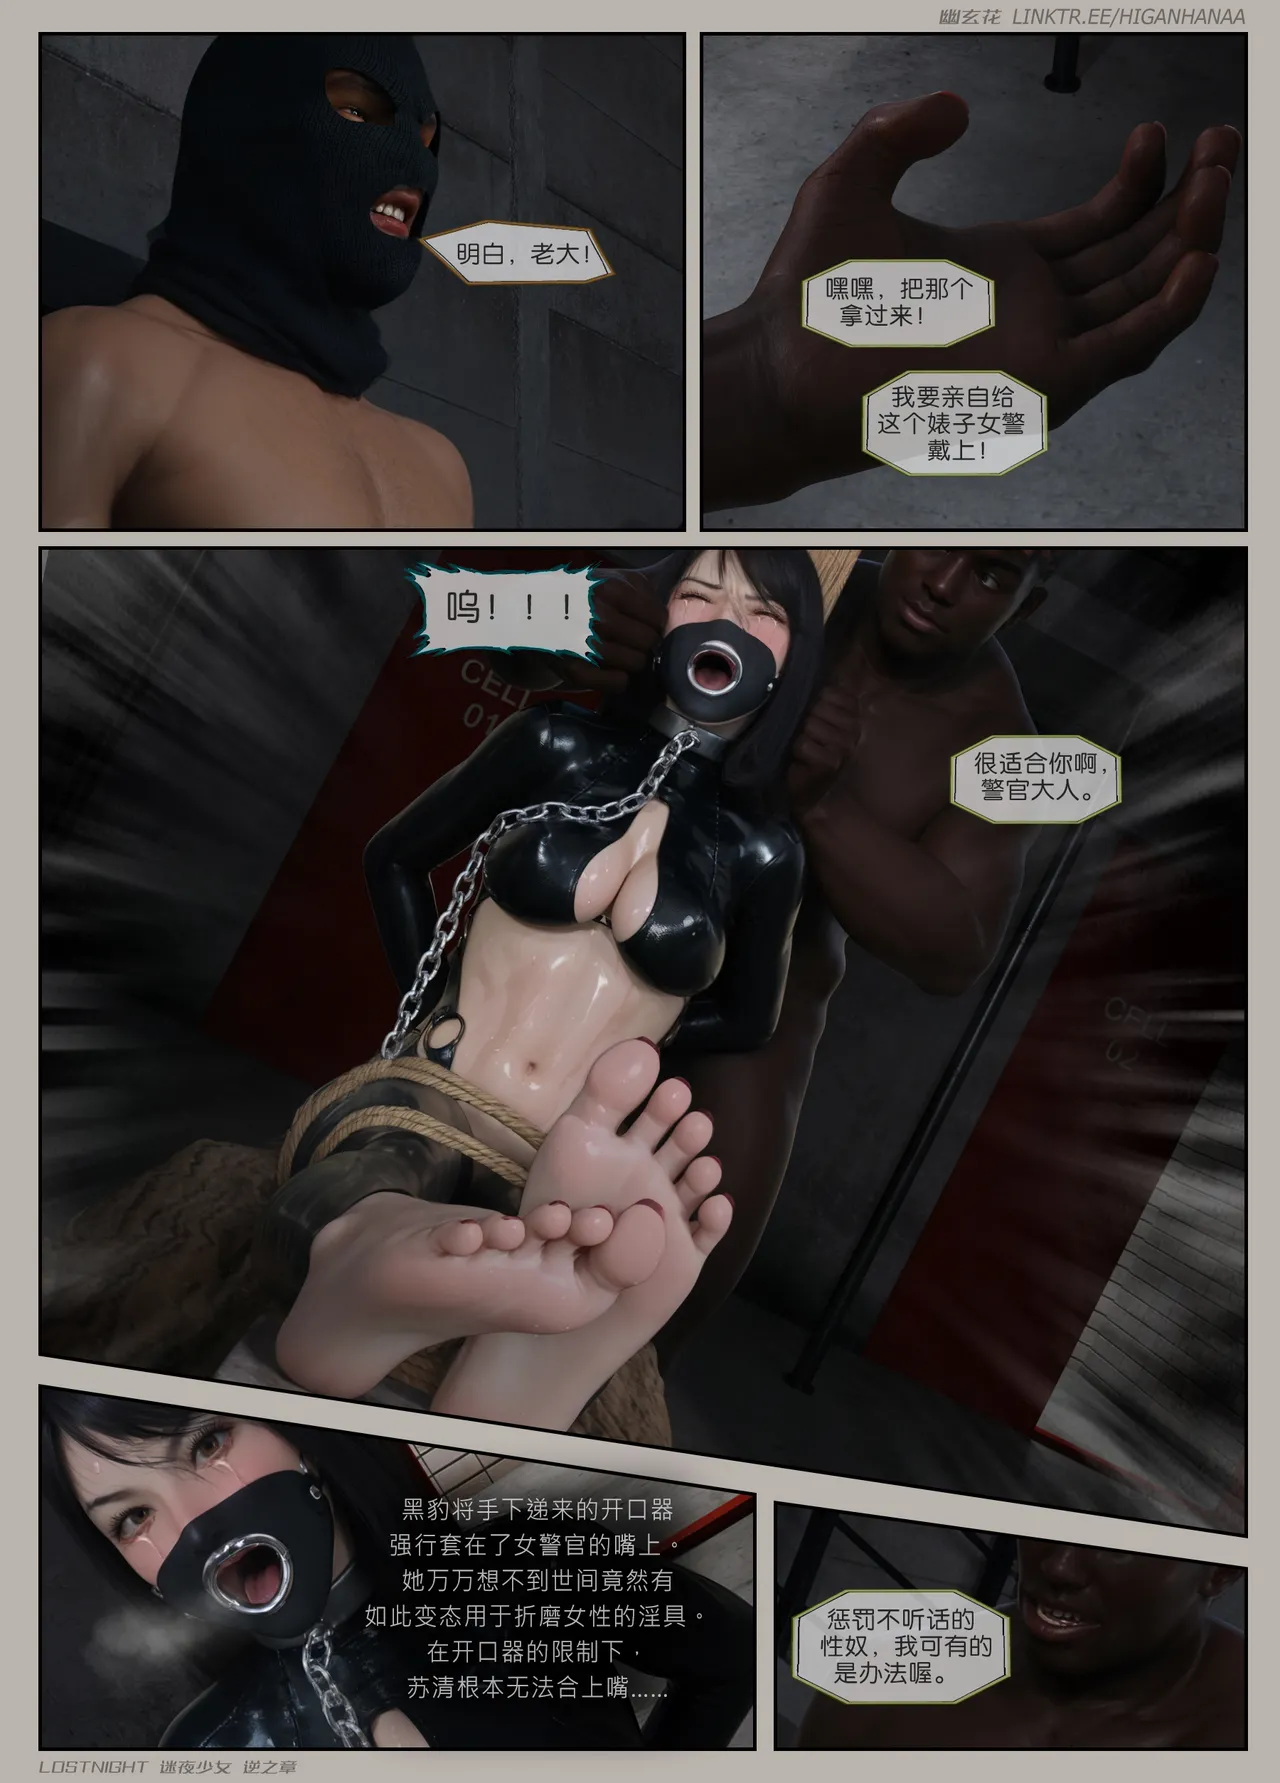 幽玄花 LINKTR.EE/HIGANHANAA
明白，老大！
嘿嘿，把那个
拿过来！
我要亲自给
这个婊子女警
戴上！
呜！！！
CELL
01
很适合你啊，
警官大人。
CELL
02
黑豹将手下递来的开口器
强行套在了女警官的嘴上。
她万万想不到世间竟然有
如此变态用于折磨女性的淫具。
在开口器的限制下，
苏清根本无法合上嘴……
惩罚不听话的
性奴，我可有的
是办法喔。
LOSTNIGHT 迷夜少女 逆之章